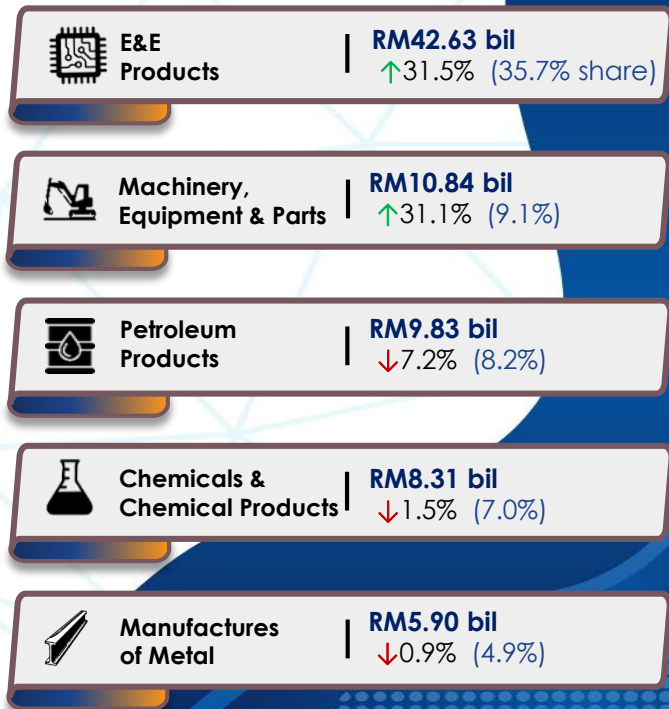 E&E
Products
RM42.63 bil
↑31.5% (35.7% share)
Machinery,
Equipment & Parts
RM10.84 bil
↑31.1% (9.1%)
Petroleum
Products
RM9.83 bil
↓7.2% (8.2%)
Chemicals &
Chemical Products
RM8.31 bil
↓1.5% (7.0%)
Manufactures
of Metal
RM5.90 bil
↓0.9% (4.9%)